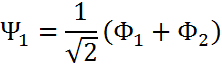 Ψ₁ = 1/√2 (Φ₁ + Φ₂)